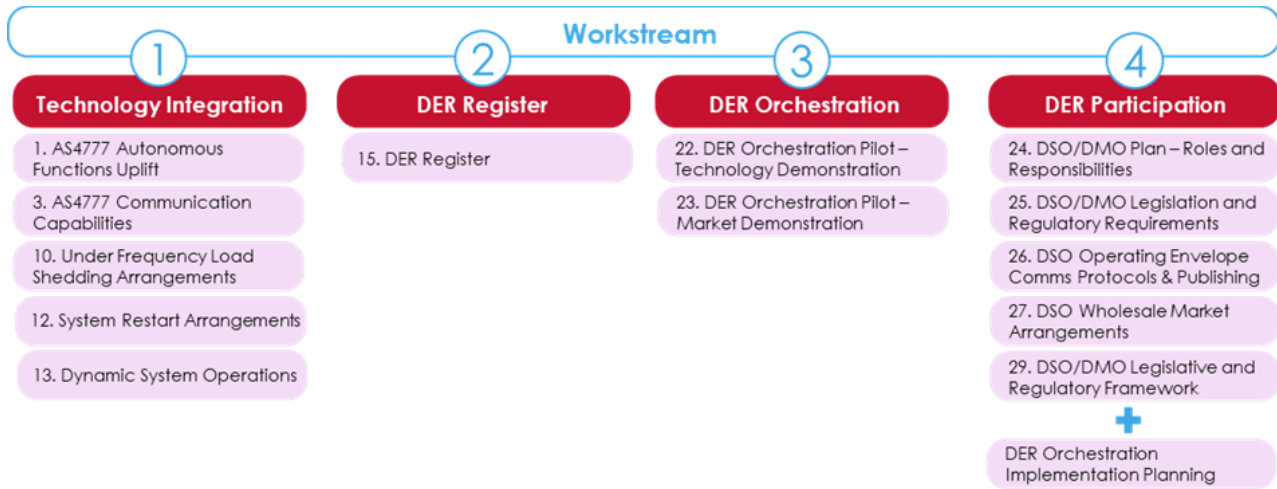 Workstream
1
Technology Integration
1. AS4777 Autonomous
Functions Uplift
3. AS4777 Communication
Capabilities
10. Under Frequency Load
Shedding Arrangements
12. System Restart Arrangements
13. Dynamic System Operations
2
DER Register
15. DER Register
3
DER Orchestration
22. DER Orchestration Pilot –
Technology Demonstration
23. DER Orchestration Pilot –
Market Demonstration
4
DER Participation
24. DSO/DMO Plan – Roles and
Responsibilities
25. DSO/DMO Legislation and
Regulatory Requirements
26. DSO Operating Envelope
Comms Protocols & Publishing
27. DSO Wholesale Market
Arrangements
29. DSO/DMO Legislative and
Regulatory Framework
+
DER Orchestration
Implementation Planning